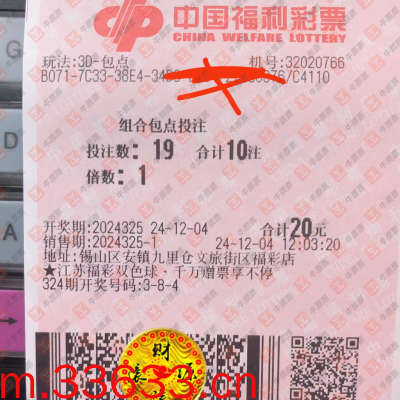 中国福利彩票
CHINA WELFARE LOTTERY
玩法:3D-包点 机号:32020766
B071-7C33-38E4- /C4110
组合包点投注
投注数: 19 合计10注
倍数: 1
开奖期:2024325 24-12-04 合计20元
销售期:2024325-1 24-12-04 12:03:20
地址:锡山区安镇九里仓文旅街区福彩店
★江苏福彩双色球·千万赠票享不停
324期开奖号码:3-8-4
财
源
m.33633.cn
D
G
A